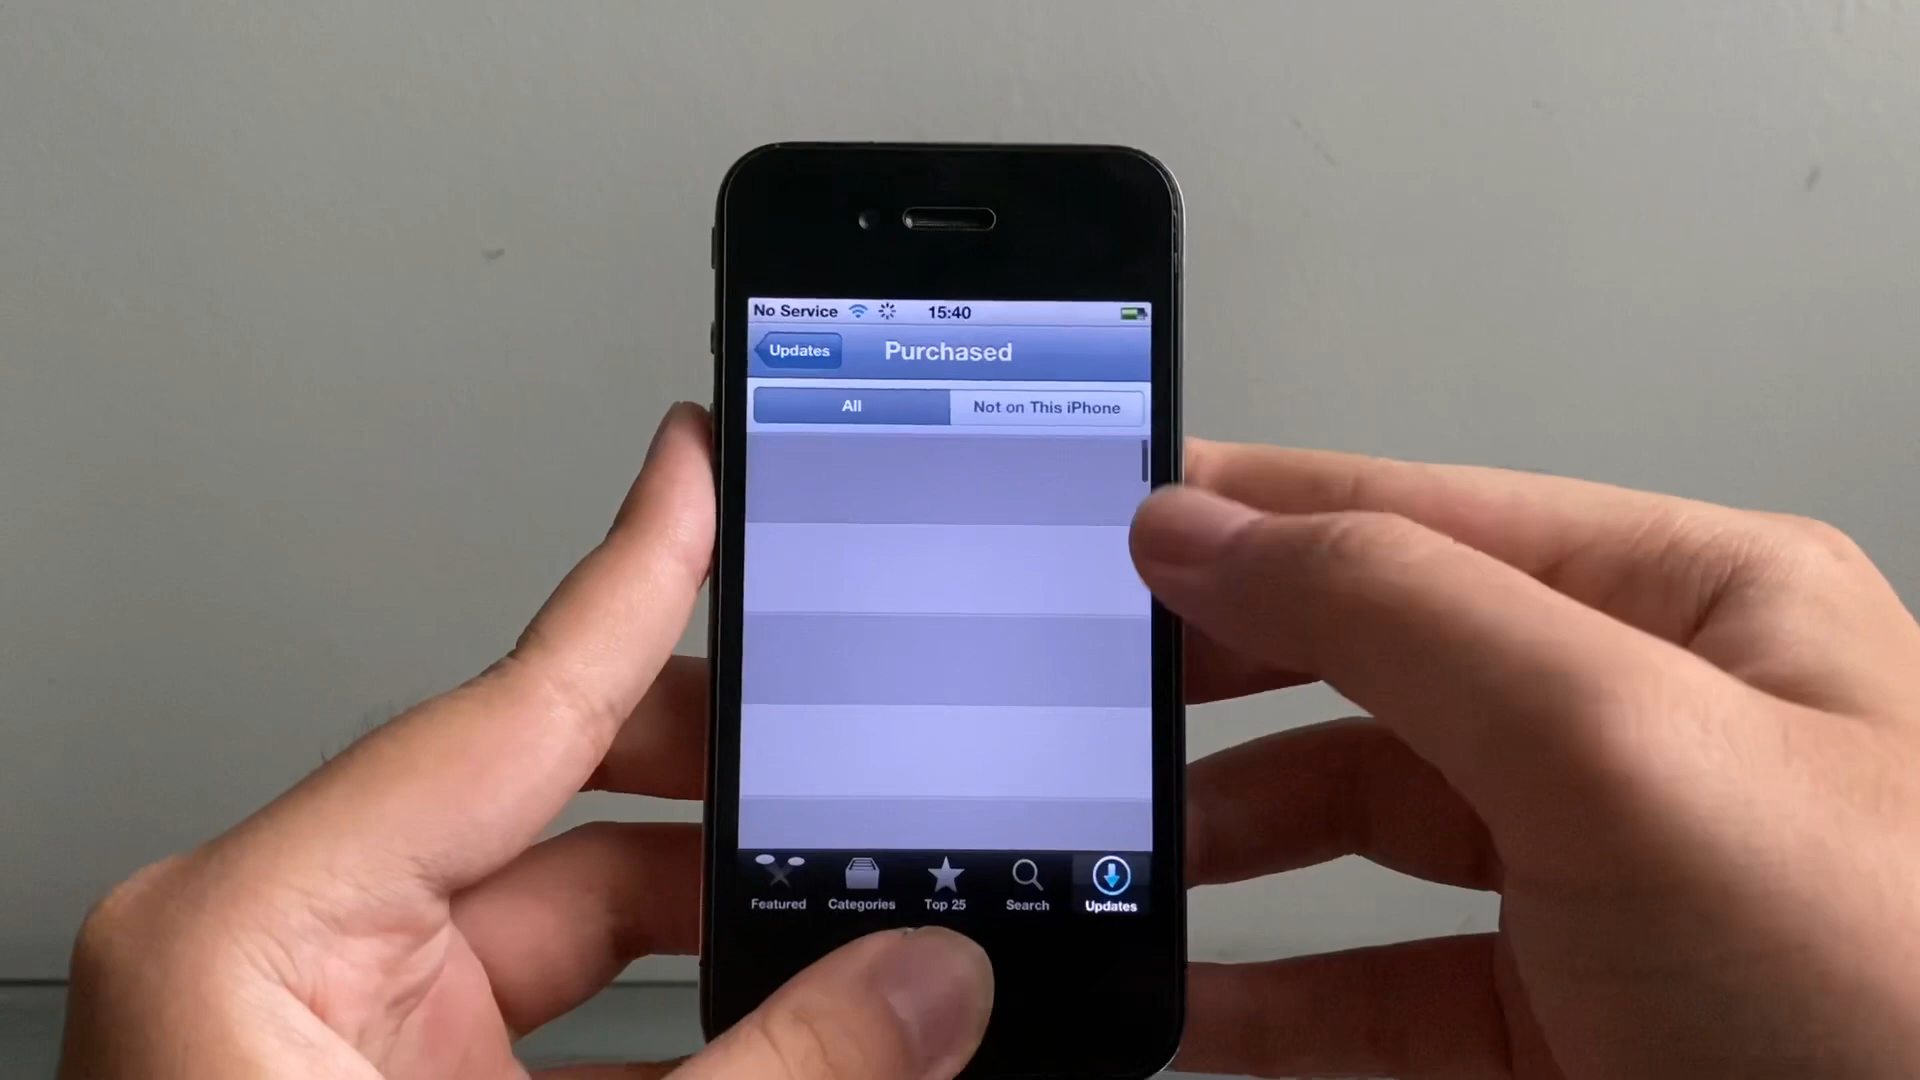 No Service 15:40
Updates Purchased
All Not on This iPhone
Featured Categories Top 25 Search Updates